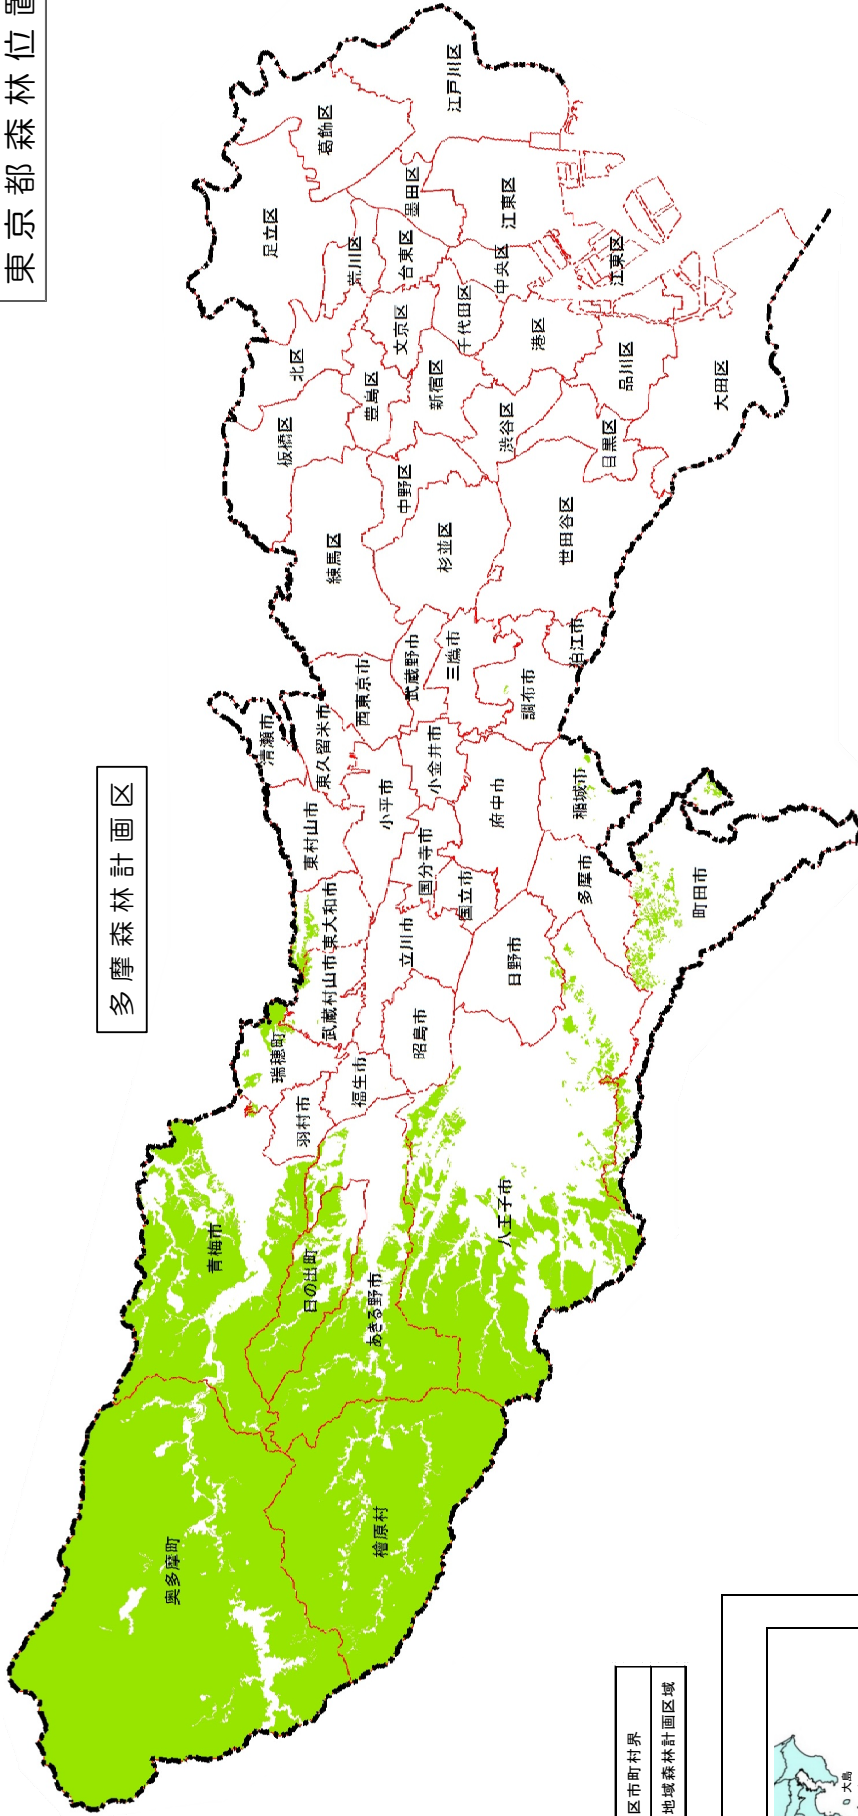 東京都森林位置
多摩森林計画区
奥多摩町
檜原村
青梅市
日の出町
あきる野市
八王子市
羽村市
瑞穂町
福生市
昭島市
武蔵村山市
東大和市
立川市
日野市
東村山市
小平市
国分寺市
国立市
府中市
多摩市
稲城市
町田市
清瀬市
東久留米市
西東京市
小金井市
武蔵野市
三鷹市
調布市
狛江市
練馬区
杉並区
世田谷区
中野区
板橋区
北区
豊島区
新宿区
渋谷区
目黒区
品川区
大田区
港区
文京区
千代田区
中央区
台東区
荒川区
足立区
墨田区
江東区
江東区
葛飾区
江戸川区
区市町村界
地域森林計画区域
大島